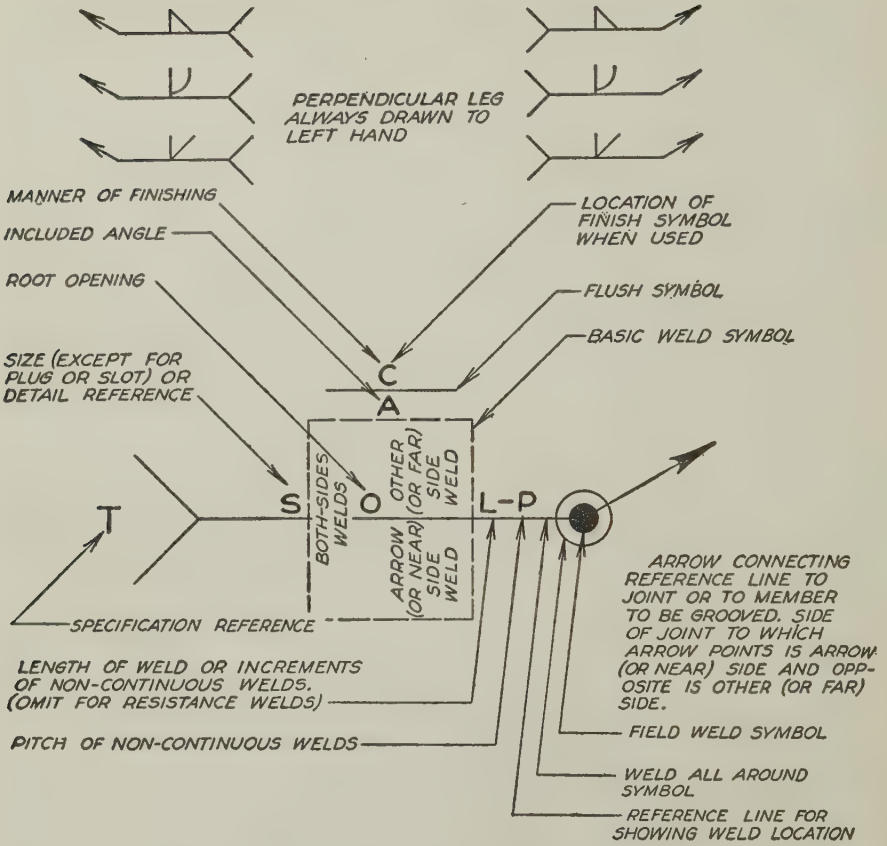 PERPENDICULAR LEG
ALWAYS DRAWN TO
LEFT HAND
MANNER OF FINISHING
INCLUDED ANGLE
ROOT OPENING
SIZE (EXCEPT FOR
PLUG OR SLOT) OR
DETAIL REFERENCE
LOCATION OF
FINISH SYMBOL
WHEN USED
FLUSH SYMBOL
BASIC WELD SYMBOL
C
A
T
S
BOTH-SIDES
WELDS
O
OTHER
(OR FAR)
SIDE
WELD
ARROW
(OR NEAR)
SIDE
WELD
L-P
SPECIFICATION REFERENCE
LENGTH OF WELD OR INCREMENTS
OF NON-CONTINUOUS WELDS.
(OMIT FOR RESISTANCE WELDS)
PITCH OF NON-CONTINUOUS WELDS
ARROW CONNECTING
REFERENCE LINE TO
JOINT OR TO MEMBER
TO BE GROOVED. SIDE
OF JOINT TO WHICH
ARROW POINTS IS ARROW
(OR NEAR) SIDE AND OPP-
OSITE IS OTHER (OR FAR)
SIDE.
FIELD WELD SYMBOL
WELD ALL AROUND
SYMBOL
REFERENCE LINE FOR
SHOWING WELD LOCATION